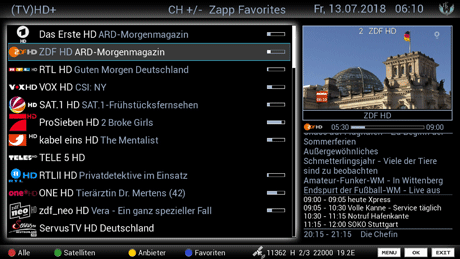 (TV)HD+ CH +/- Zapp Favorites Fr, 13.07.2018 06:10
Das Erste HD ARD-Morgenmagazin
ZDF HD ARD-Morgenmagazin
RTL HD Guten Morgen Deutschland
VOX HD CSI: NY
SAT.1 HD SAT.1-Frühstücksfernsehen
ProSieben HD 2 Broke Girls
kabel eins HD The Mentalist
TELE 5 HD
RTLII HD Privatdetektive im Einsatz
ONE HD Tierärztin Dr. Mertens (42)
zdf_neo HD Vera - Ein ganz spezieller Fall
ServusTV HD Deutschland
2 ZDF HD
ZDF HD
05:30 09:00
Sommerferien
Außergewöhnliches
Schmetterlingsjahr - Viele der Tiere
sind zu beobachten
Amateur-Funker-WM - In Wittenberg
Endspurt der Fußball-WM - Live aus
09:00 - 09:05 heute Xpress
09:05 - 10:30 Volle Kanne - Service täglich
10:30 - 11:15 Notruf Hafenkante
11:15 - 12:00 SOKO Stuttgart
20:15 - 21:15 Die Chefin
Alle Satelliten Anbieter Favoriten 11362 H 2/3 22000 19.2E MENU OK EXIT